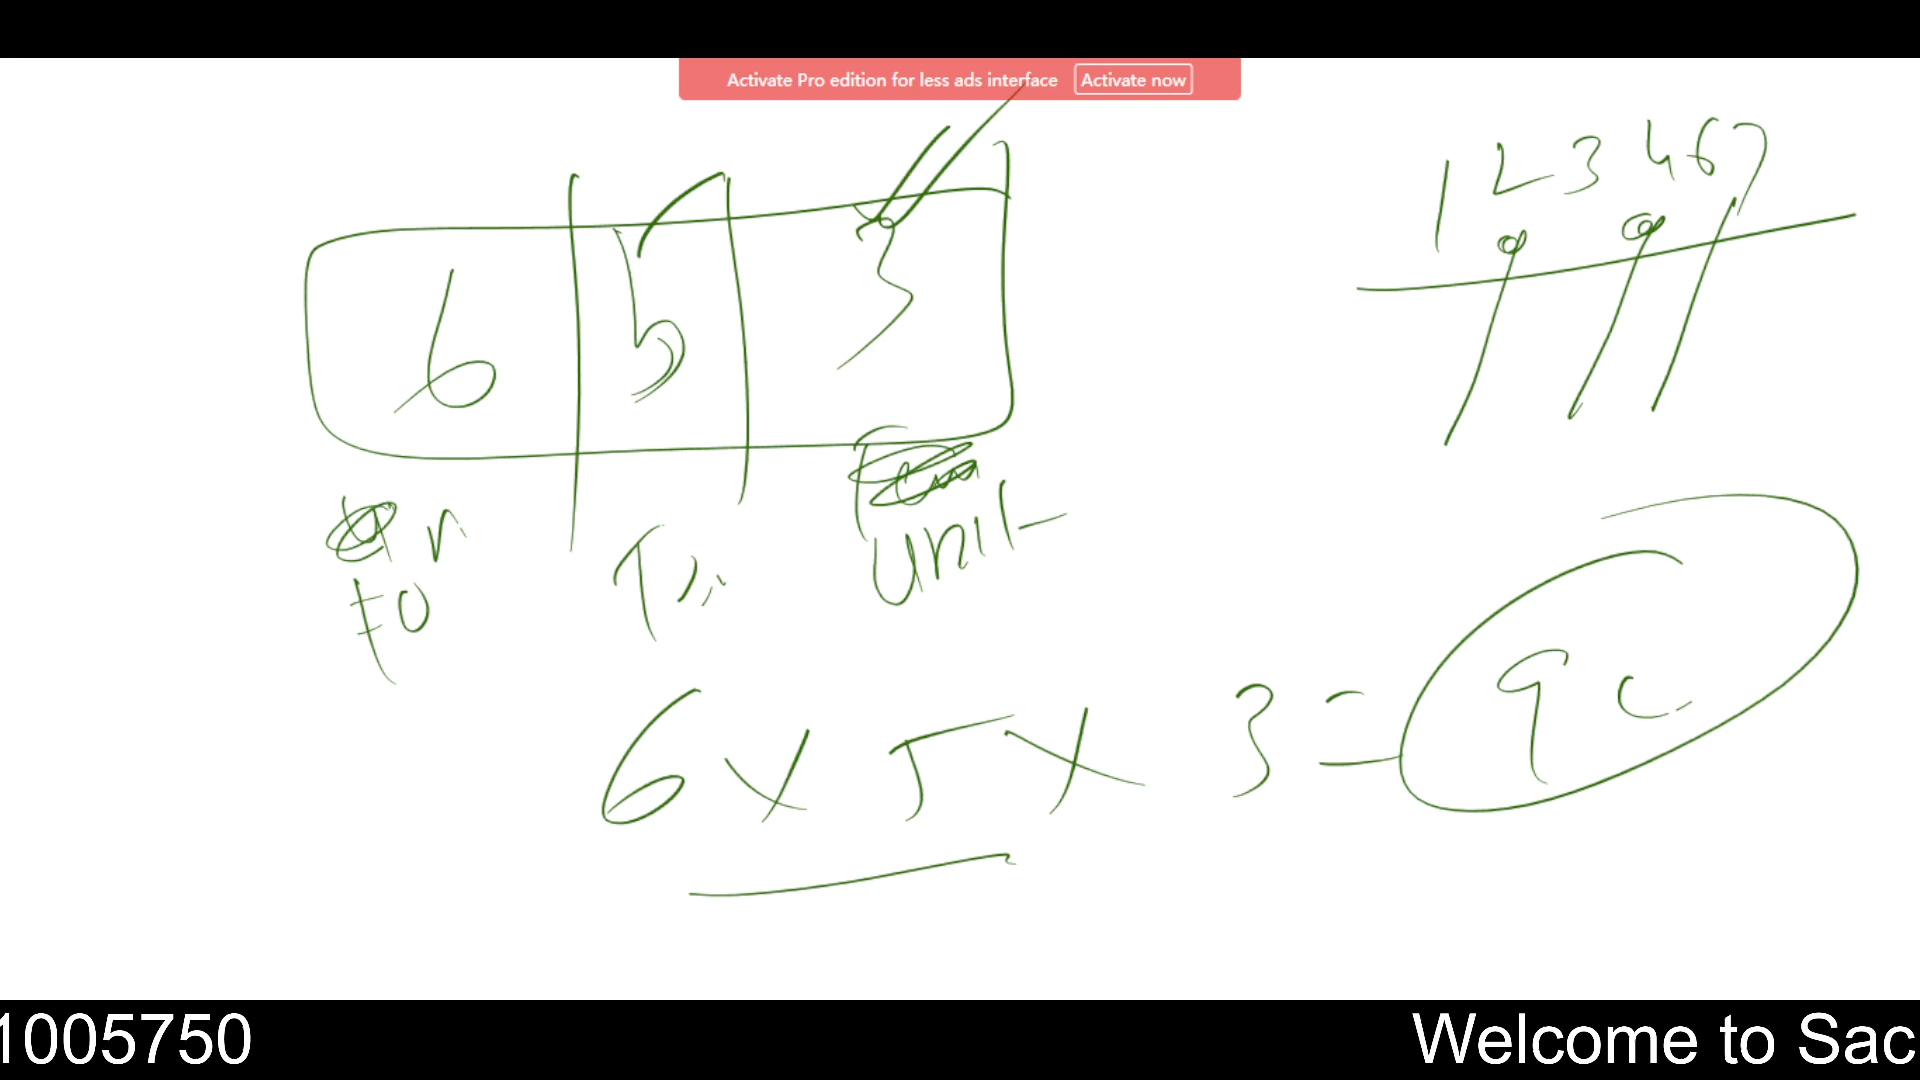 Activate Pro edition for less ads interface Activate now
1 2 3 4 6 7
6 5 3
unit
6 x 5 x 3 = 90
1005750
Welcome to Sac